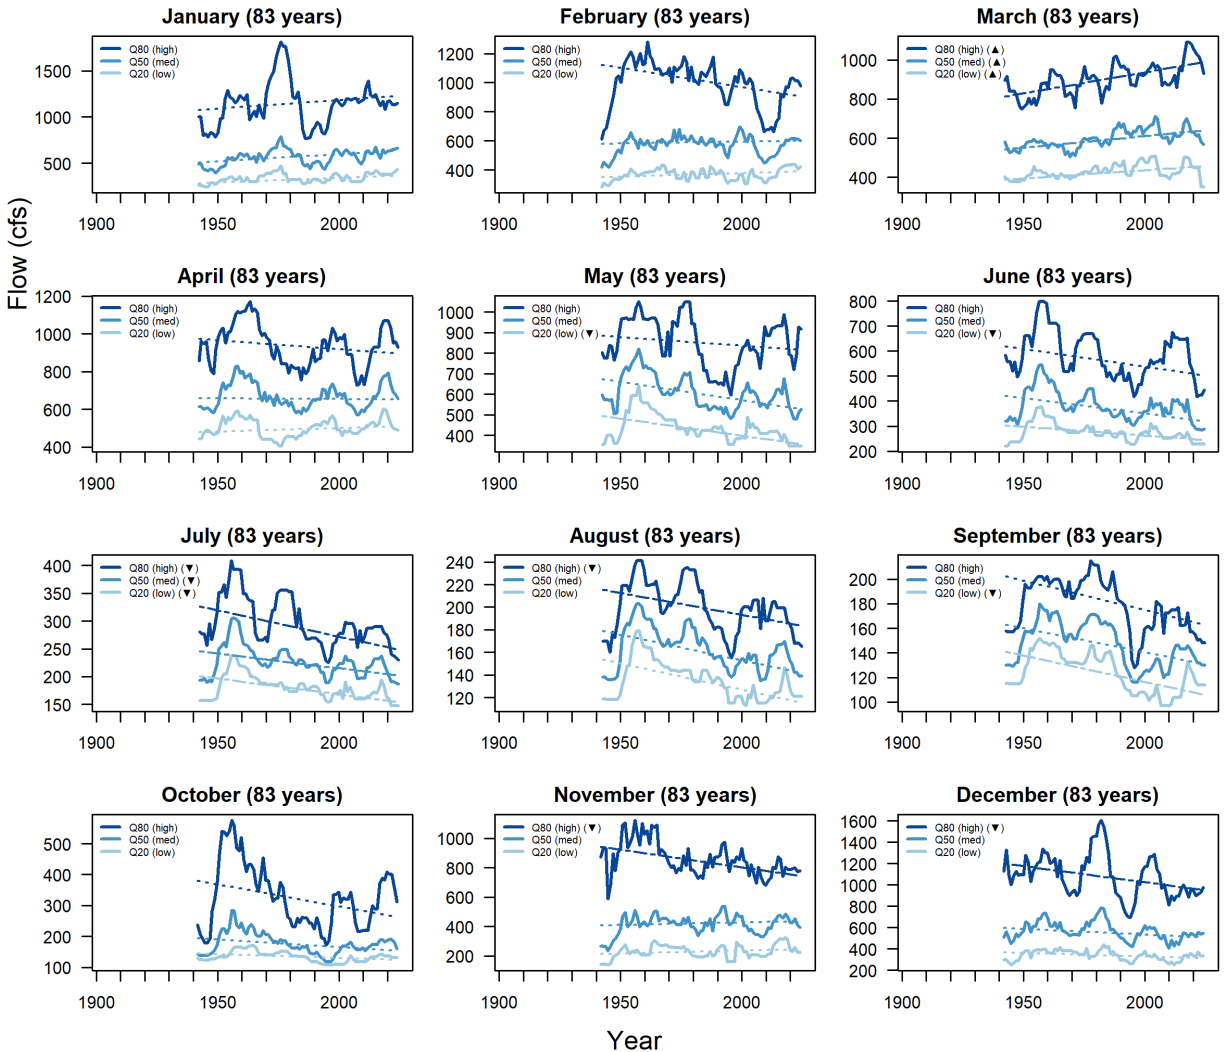 January (83 years)
Q80 (high)
Q50 (med)
Q20 (low)
1500
1000
500
1900
1950
2000
February (83 years)
Q80 (high)
Q50 (med)
Q20 (low)
1200
1000
800
600
400
1900
1950
2000
March (83 years)
Q80 (high) (▲)
Q50 (med) (▲)
Q20 (low) (▲)
1000
800
600
400
1900
1950
2000
Flow (cfs)
April (83 years)
Q80 (high)
Q50 (med)
Q20 (low)
1200
1000
800
600
400
1900
1950
2000
May (83 years)
Q80 (high)
Q50 (med)
Q20 (low) (▼)
1000
900
800
700
600
500
400
1900
1950
2000
June (83 years)
Q80 (high)
Q50 (med)
Q20 (low) (▼)
800
700
600
500
400
300
200
1900
1950
2000
July (83 years)
Q80 (high) (▼)
Q50 (med) (▼)
Q20 (low) (▼)
400
350
300
250
200
150
1900
1950
2000
August (83 years)
Q80 (high) (▼)
Q50 (med)
Q20 (low)
240
220
200
180
160
140
120
1900
1950
2000
September (83 years)
Q80 (high)
Q50 (med)
Q20 (low) (▼)
200
180
160
140
120
100
1900
1950
2000
October (83 years)
Q80 (high)
Q50 (med)
Q20 (low)
500
400
300
200
100
1900
1950
2000
November (83 years)
Q80 (high) (▼)
Q50 (med)
Q20 (low)
1000
800
600
400
200
1900
1950
2000
December (83 years)
Q80 (high) (▼)
Q50 (med)
Q20 (low)
1600
1400
1200
1000
800
600
400
200
1900
1950
2000
Year